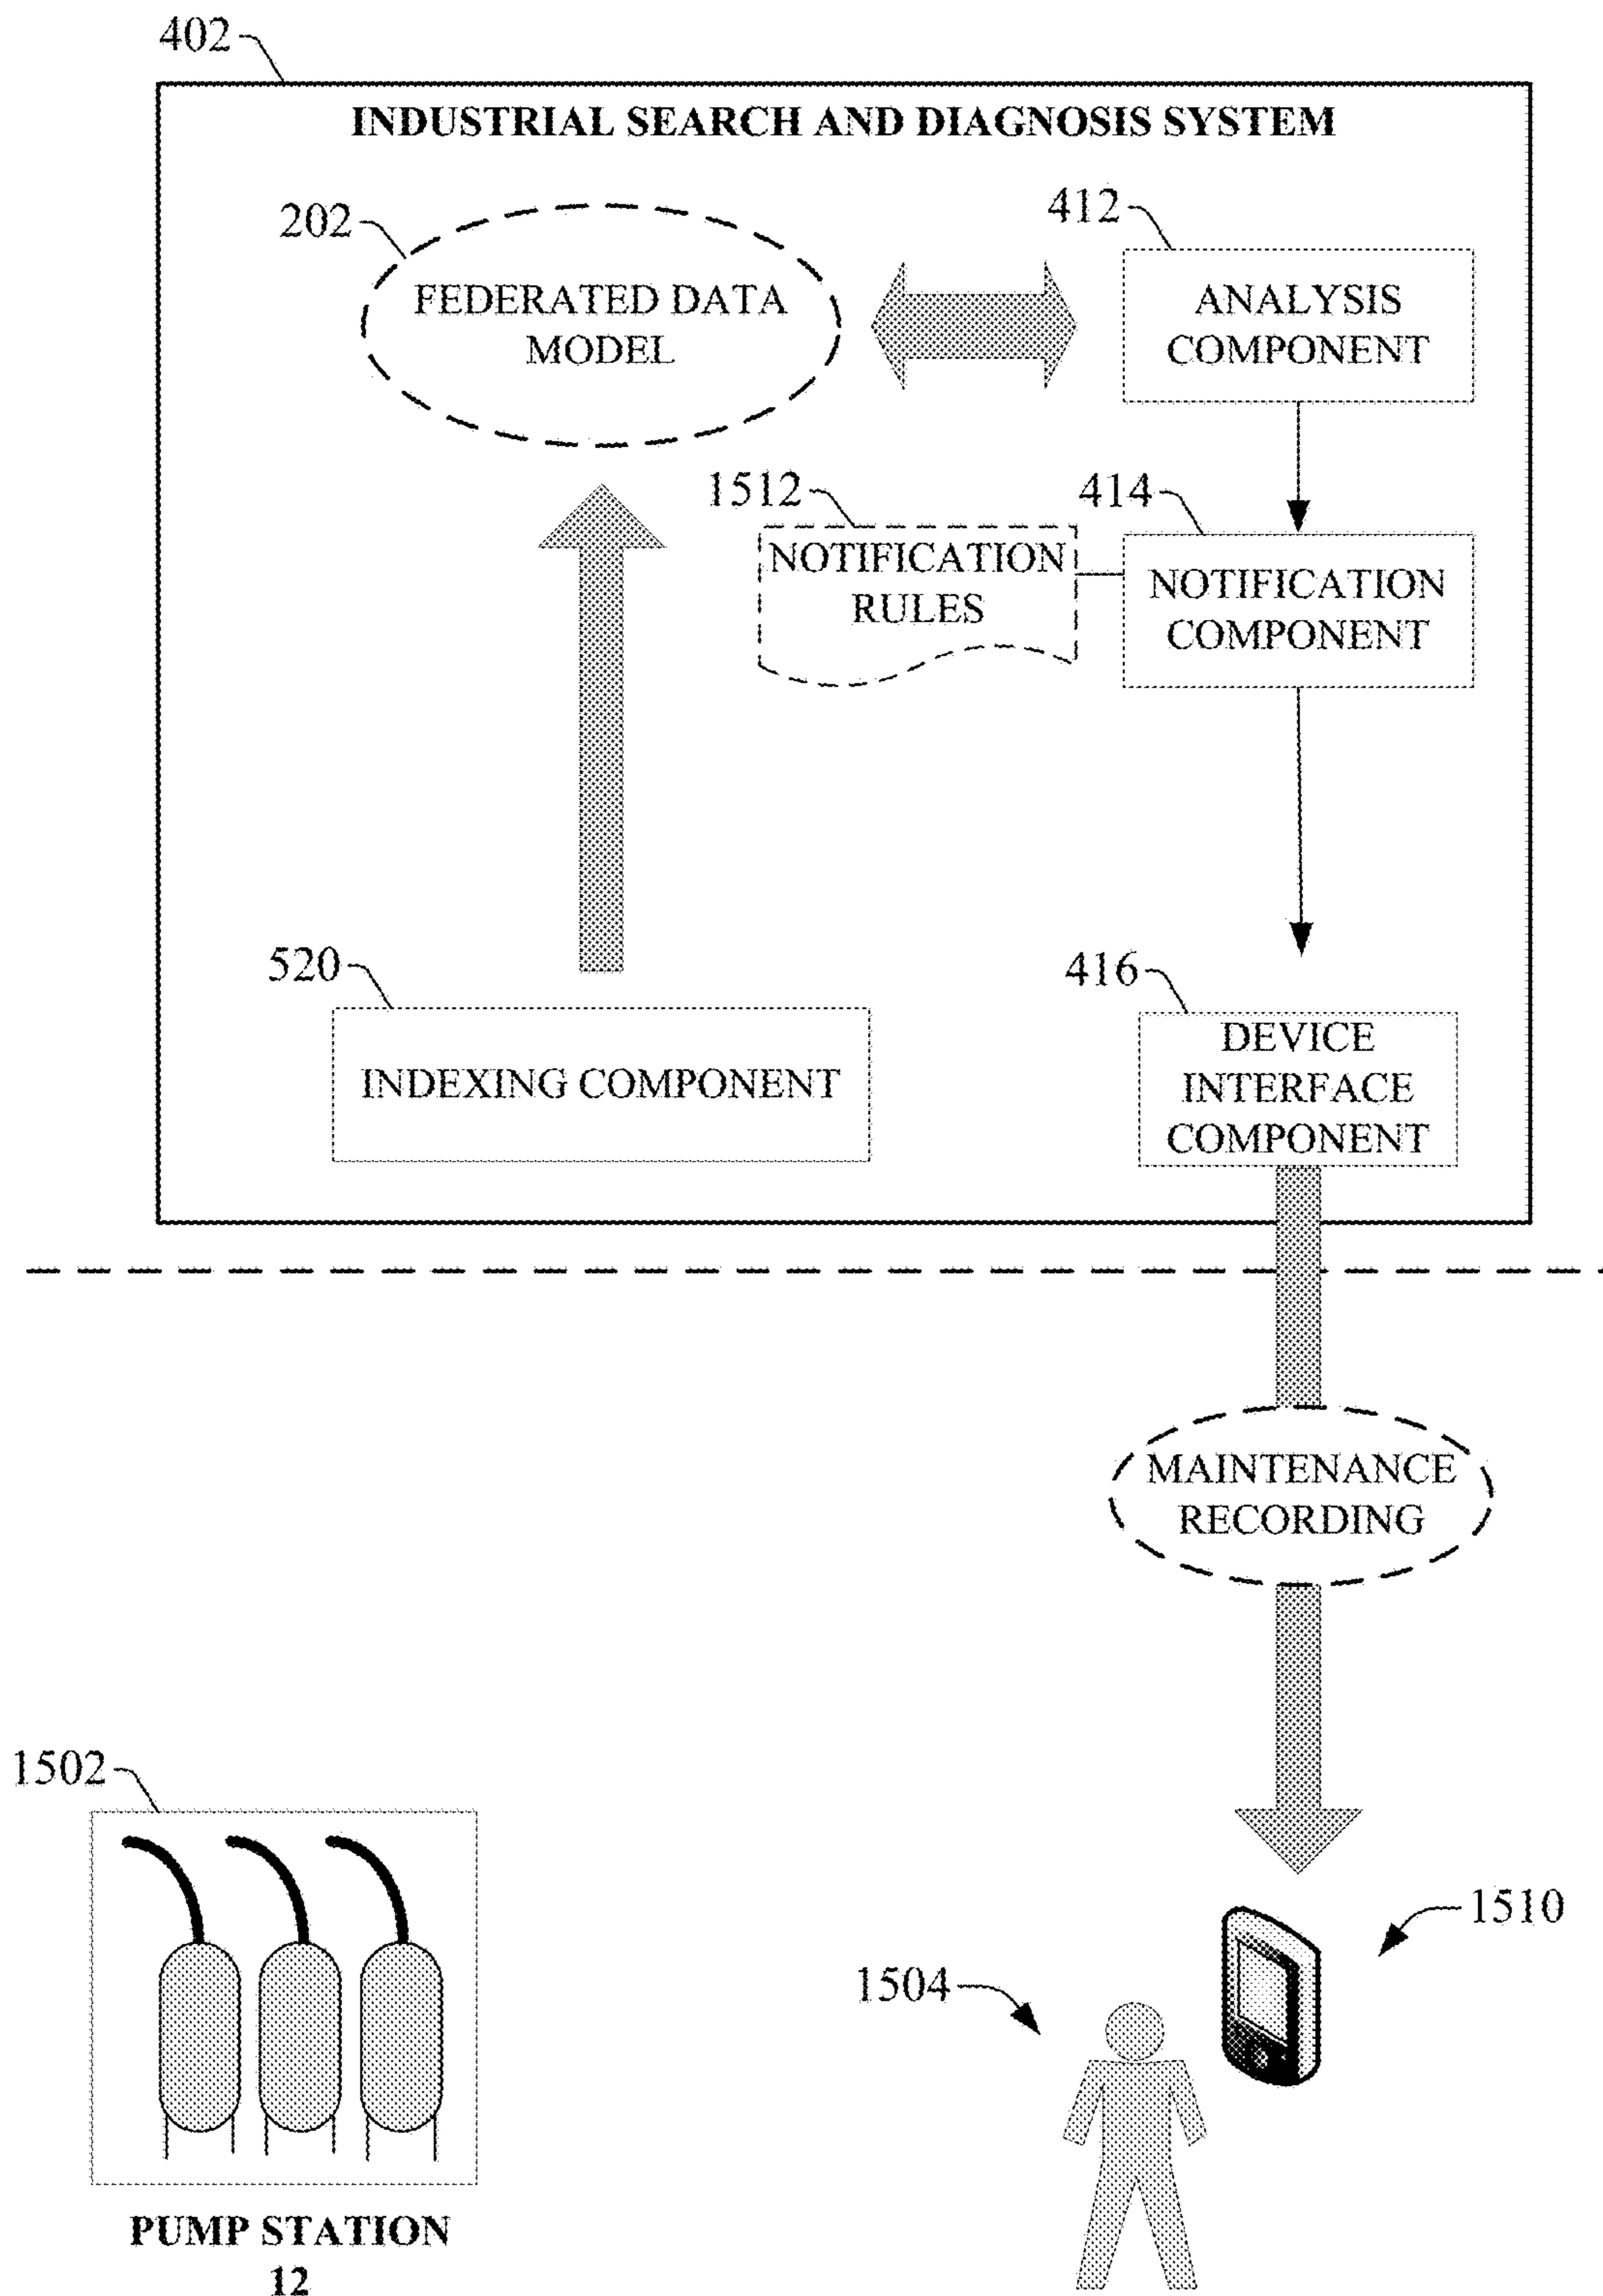 402
INDUSTRIAL SEARCH AND DIAGNOSIS SYSTEM
202
FEDERATED DATA
MODEL
412
ANALYSIS
COMPONENT
1512
NOTIFICATION
RULES
414
NOTIFICATION
COMPONENT
520
INDEXING COMPONENT
416
DEVICE
INTERFACE
COMPONENT
MAINTENANCE
RECORDING
1502
PUMP STATION
12
1504
1510